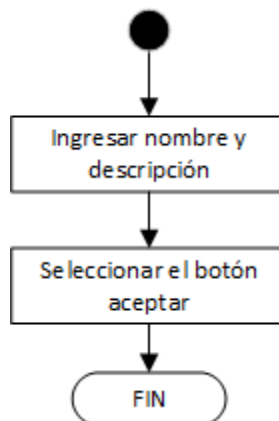 Ingresar nombre y
descripción
Seleccionar el botón
aceptar
FIN